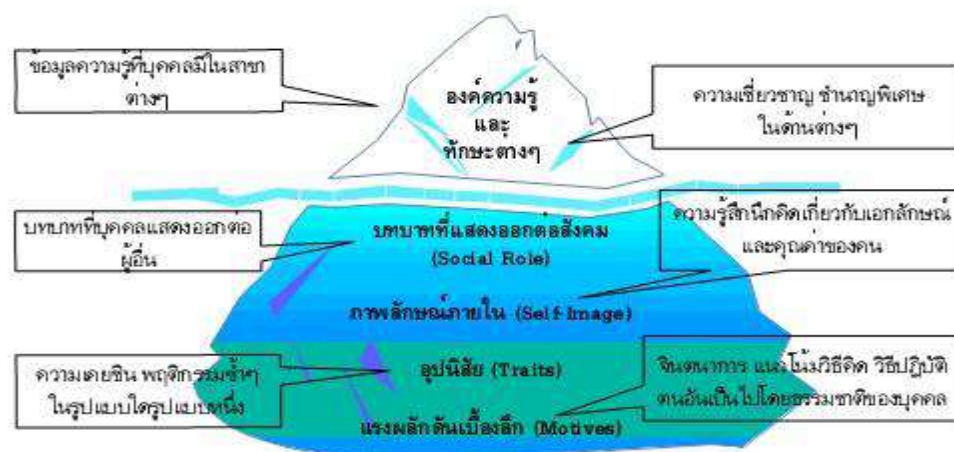 ข้อมูลความรู้ที่บุคคลมีในสาขา
ต่างๆ
องค์ความรู้
และ
ทักษะต่างๆ
ความเชี่ยวชาญ ชำนาญพิเศษ
ในด้านต่างๆ
บทบาทที่บุคคลแสดงออกต่อ
ผู้อื่น
บทบาทที่แสดงออกต่อสังคม
(Social Role)
ความรู้สึกนึกคิดเกี่ยวกับเอกลักษณ์
และคุณค่าของคน
ภาพลักษณ์ภายใน (Self-Image)
ความเคยชิน พฤติกรรมซ้ำๆ
ในรูปแบบใดรูปแบบหนึ่ง
อุปนิสัย (Traits)
จินตนาการ แนวโน้มวิธีคิด วิธีปฏิบัติ
ตนอันเป็นไปโดยธรรมชาติของบุคคล
แรงผลักดันเบื้องลึก (Motives)